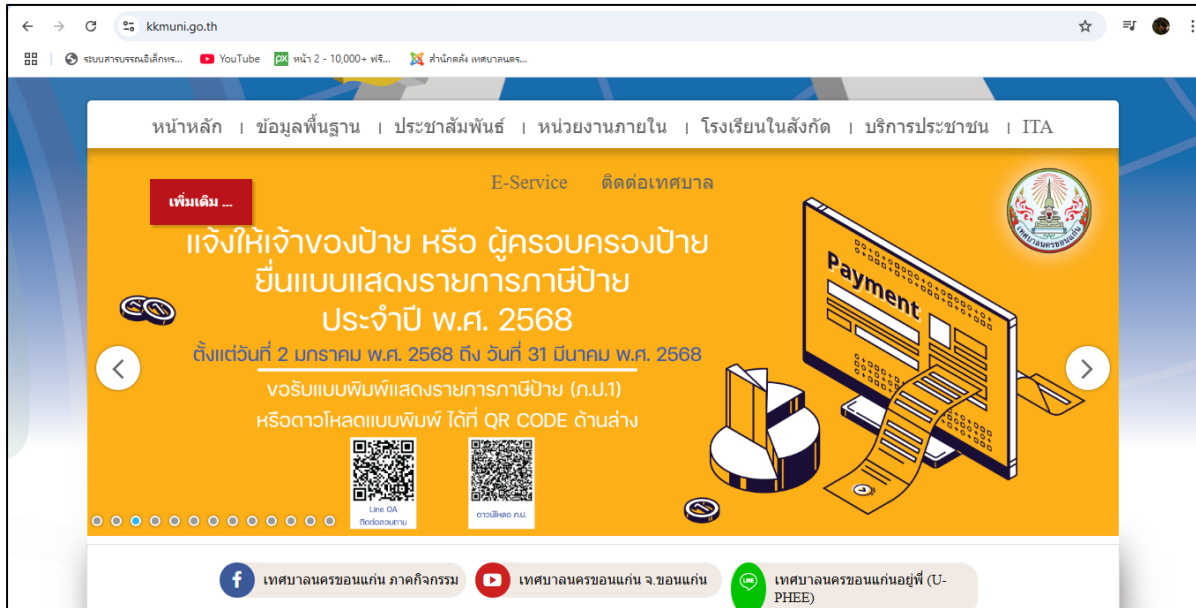 kkmuni.go.th
ระบบสารบรรณอิเล็กทร... YouTube หน้า 2 - 10,000+ ฟรี... สำนักคลัง เทศบาลนคร...
หน้าหลัก | ข้อมูลพื้นฐาน | ประชาสัมพันธ์ | หน่วยงานภายใน | โรงเรียนในสังกัด | บริการประชาชน | ITA
E-Service ติดต่อเทศบาล
เพิ่มเติม ...
แจ้งให้เจ้าของป้าย หรือ ผู้ครอบครองป้าย
ยื่นแบบแสดงรายการภาษีป้าย
ประจำปี พ.ศ. 2568
ตั้งแต่วันที่ 2 มกราคม พ.ศ. 2568 ถึง วันที่ 31 มีนาคม พ.ศ. 2568
ขอรับแบบพิมพ์แสดงรายการภาษีป้าย (ภ.ป.1)
หรือดาวโหลดแบบพิมพ์ ได้ที่ QR CODE ด้านล่าง
Payment
เทศบาลนครขอนแก่น
Line OA
ติดต่อสอบถาม
ดาวน์โหลด ภ.ป.
เทศบาลนครขอนแก่น ภาคกิจกรรม
เทศบาลนครขอนแก่น จ.ขอนแก่น
LINE
เทศบาลนครขอนแก่นอยู่พี่ (U-
PHEE)